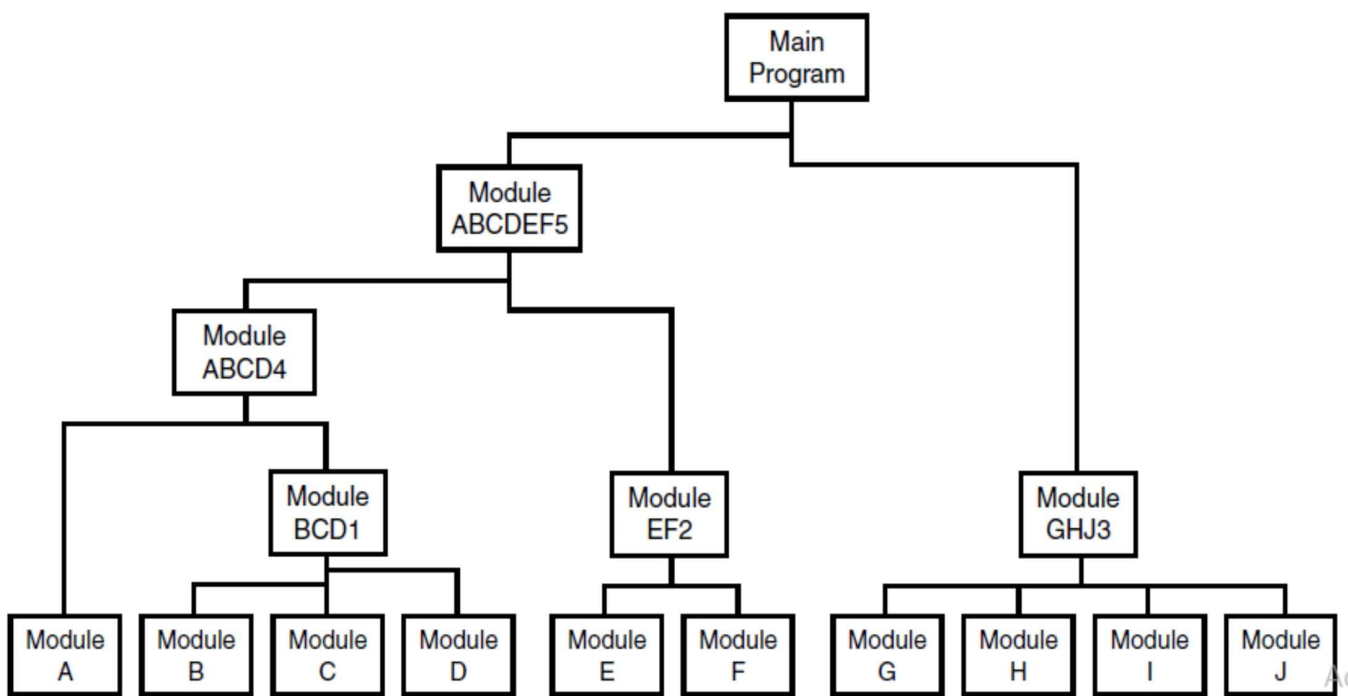 Main
Program
Module
ABCDEF5
Module
ABCD4
Module
BCD1
Module
EF2
Module
GHJ3
Module
A
Module
B
Module
C
Module
D
Module
E
Module
F
Module
G
Module
H
Module
I
Module
J